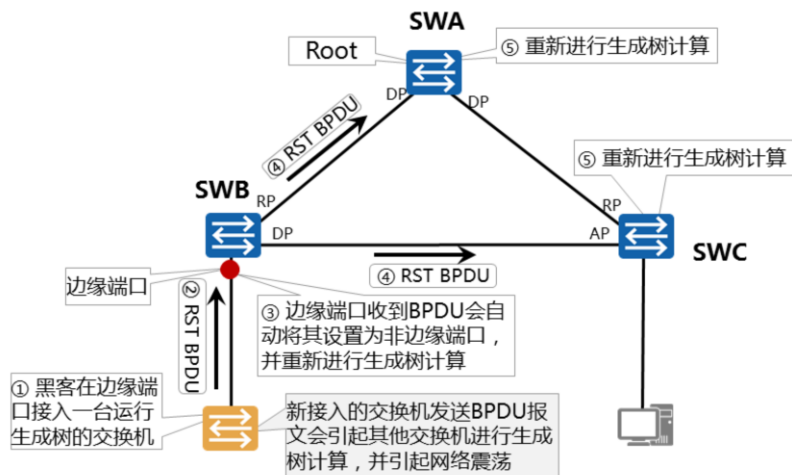 SWA
Root
⑤ 重新进行生成树计算
DP
DP
④ RST BPDU
⑤ 重新进行生成树计算
SWB
RP
RP
DP
AP
SWC
④ RST BPDU
边缘端口
② RST BPDU
③ 边缘端口收到BPDU会自
动将其设置为非边缘端口，
并重新进行生成树计算
① 黑客在边缘端
口接入一台运行
生成树的交换机
新接入的交换机发送BPDU报
文会引起其他交换机进行生成
树计算，并引起网络震荡